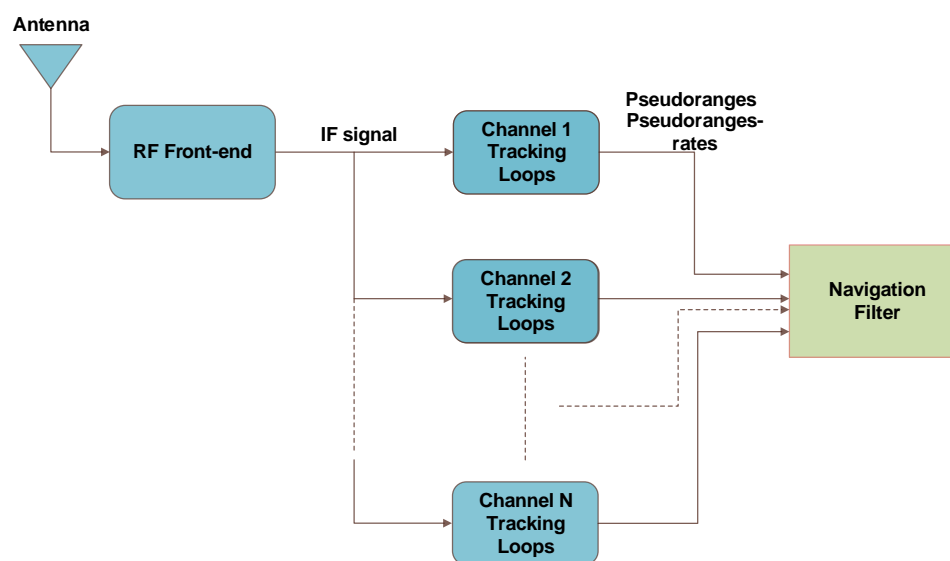 Antenna
RF Front-end
IF signal
Channel 1
Tracking
Loops
Pseudoranges
Pseudoranges-
rates
Channel 2
Tracking
Loops
Navigation
Filter
Channel N
Tracking
Loops